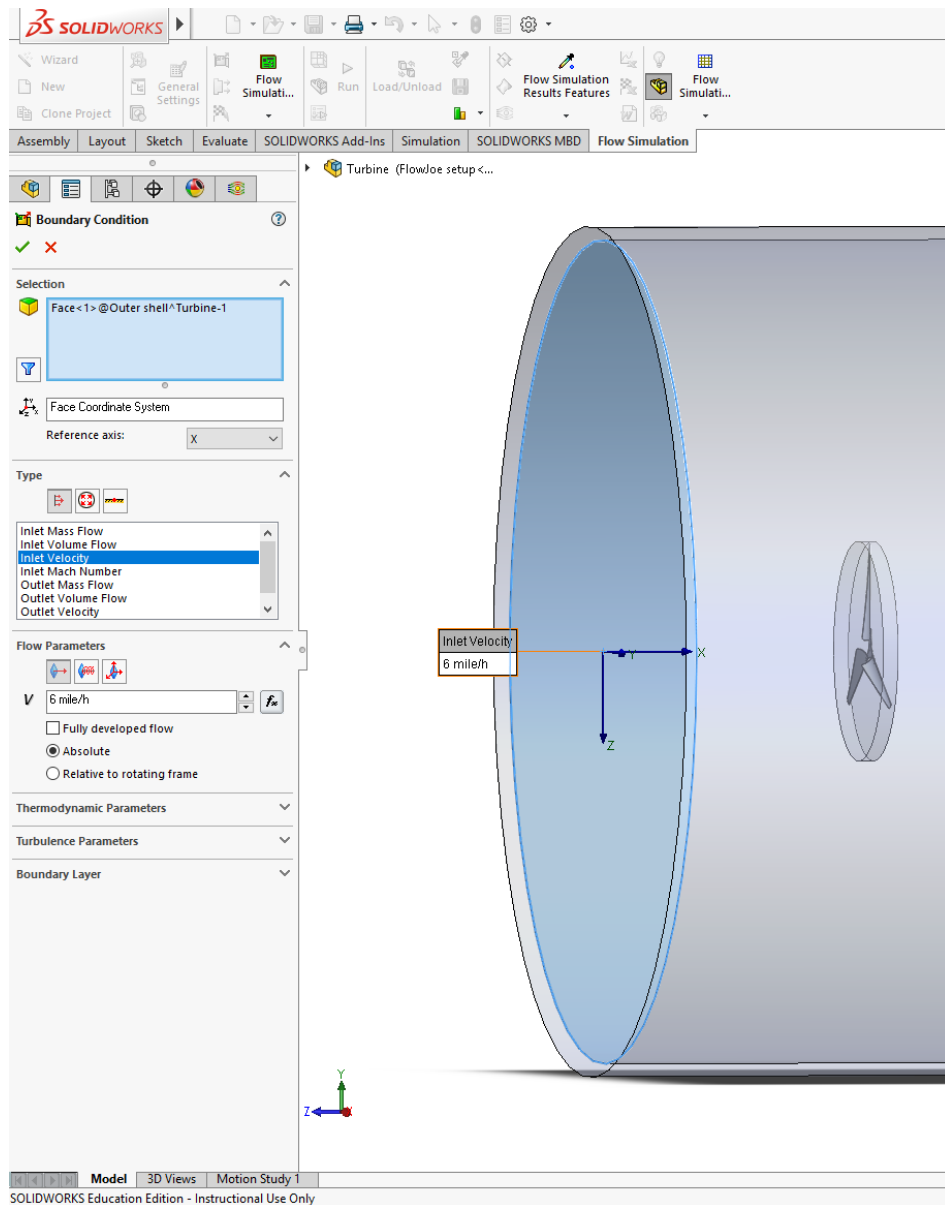 SOLIDWORKS
Wizard
New
Clone Project
General
Settings
Flow
Simulati...
Run
Load/Unload
Flow Simulation
Results Features
Flow
Simulati...
Assembly Layout Sketch Evaluate SOLIDWORKS Add-Ins Simulation SOLIDWORKS MBD Flow Simulation
Turbine (FlowJoe setup<...
Boundary Condition
Selection
Face<1>@Outer shell^Turbine-1
Face Coordinate System
Reference axis: X
Type
Inlet Mass Flow
Inlet Volume Flow
Inlet Velocity
Inlet Mach Number
Outlet Mass Flow
Outlet Volume Flow
Outlet Velocity
Flow Parameters
V 6 mile/h
Fully developed flow
Absolute
Relative to rotating frame
Thermodynamic Parameters
Turbulence Parameters
Boundary Layer
Inlet Velocity
6 mile/h
X
Y
Z
Y
Z
Model 3D Views Motion Study 1
SOLIDWORKS Education Edition - Instructional Use Only